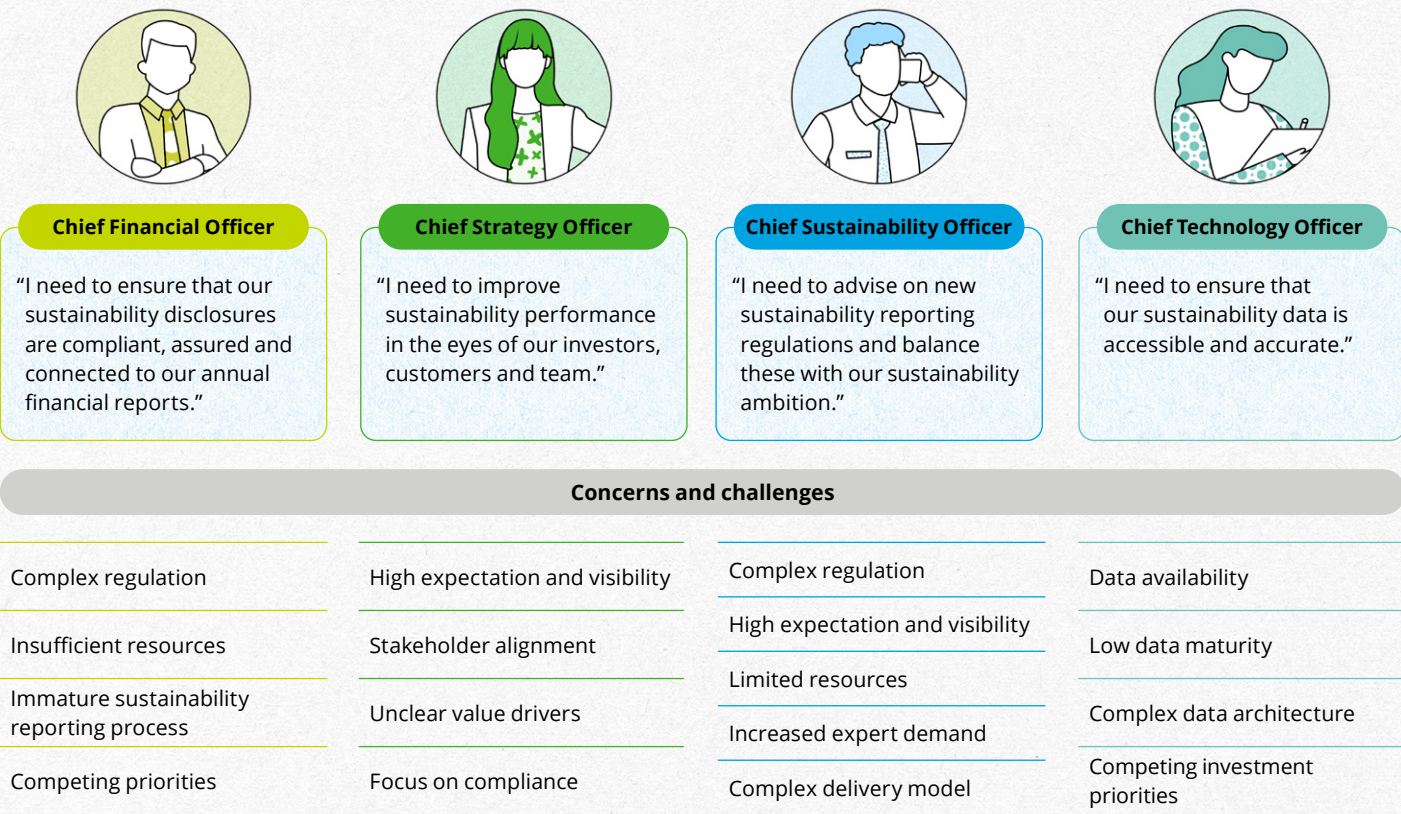 Chief Financial Officer
“I need to ensure that our
sustainability disclosures
are compliant, assured and
connected to our annual
financial reports.”
Chief Strategy Officer
“I need to improve
sustainability performance
in the eyes of our investors,
customers and team.”
Chief Sustainability Officer
“I need to advise on new
sustainability reporting
regulations and balance
these with our sustainability
ambition.”
Chief Technology Officer
“I need to ensure that
our sustainability data is
accessible and accurate.”
Concerns and challenges
Complex regulation
Insufficient resources
Immature sustainability
reporting process
Competing priorities
High expectation and visibility
Stakeholder alignment
Unclear value drivers
Focus on compliance
Complex regulation
High expectation and visibility
Limited resources
Increased expert demand
Complex delivery model
Data availability
Low data maturity
Complex data architecture
Competing investment
priorities